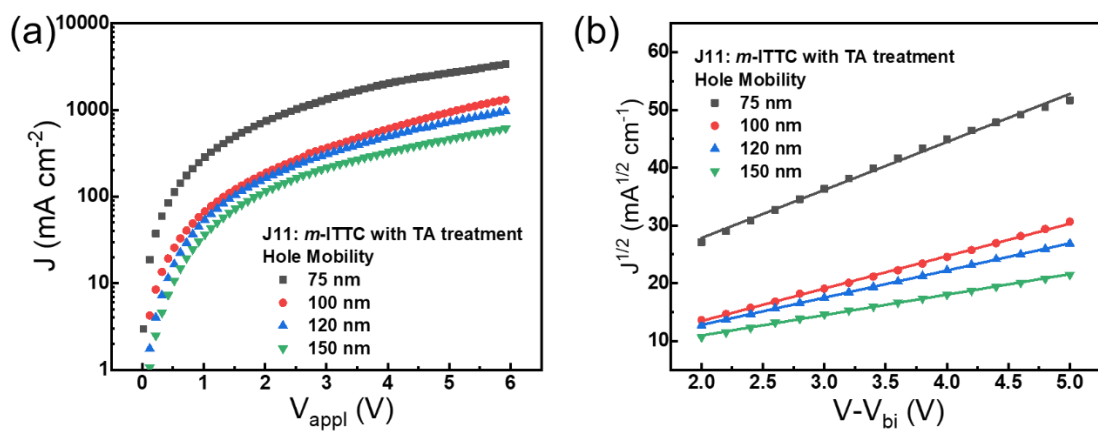 (a)
10000
1000
100
10
1
J (mA cm-2)
J11: m-ITTC with TA treatment
Hole Mobility
75 nm
100 nm
120 nm
150 nm
0 1 2 3 4 5 6
Vappl (V)
(b)
60
50
40
30
20
10
J1/2 (mA1/2 cm-1)
J11: m-ITTC with TA treatment
Hole Mobility
75 nm
100 nm
120 nm
150 nm
2.0 2.5 3.0 3.5 4.0 4.5 5.0
V-Vbi (V)